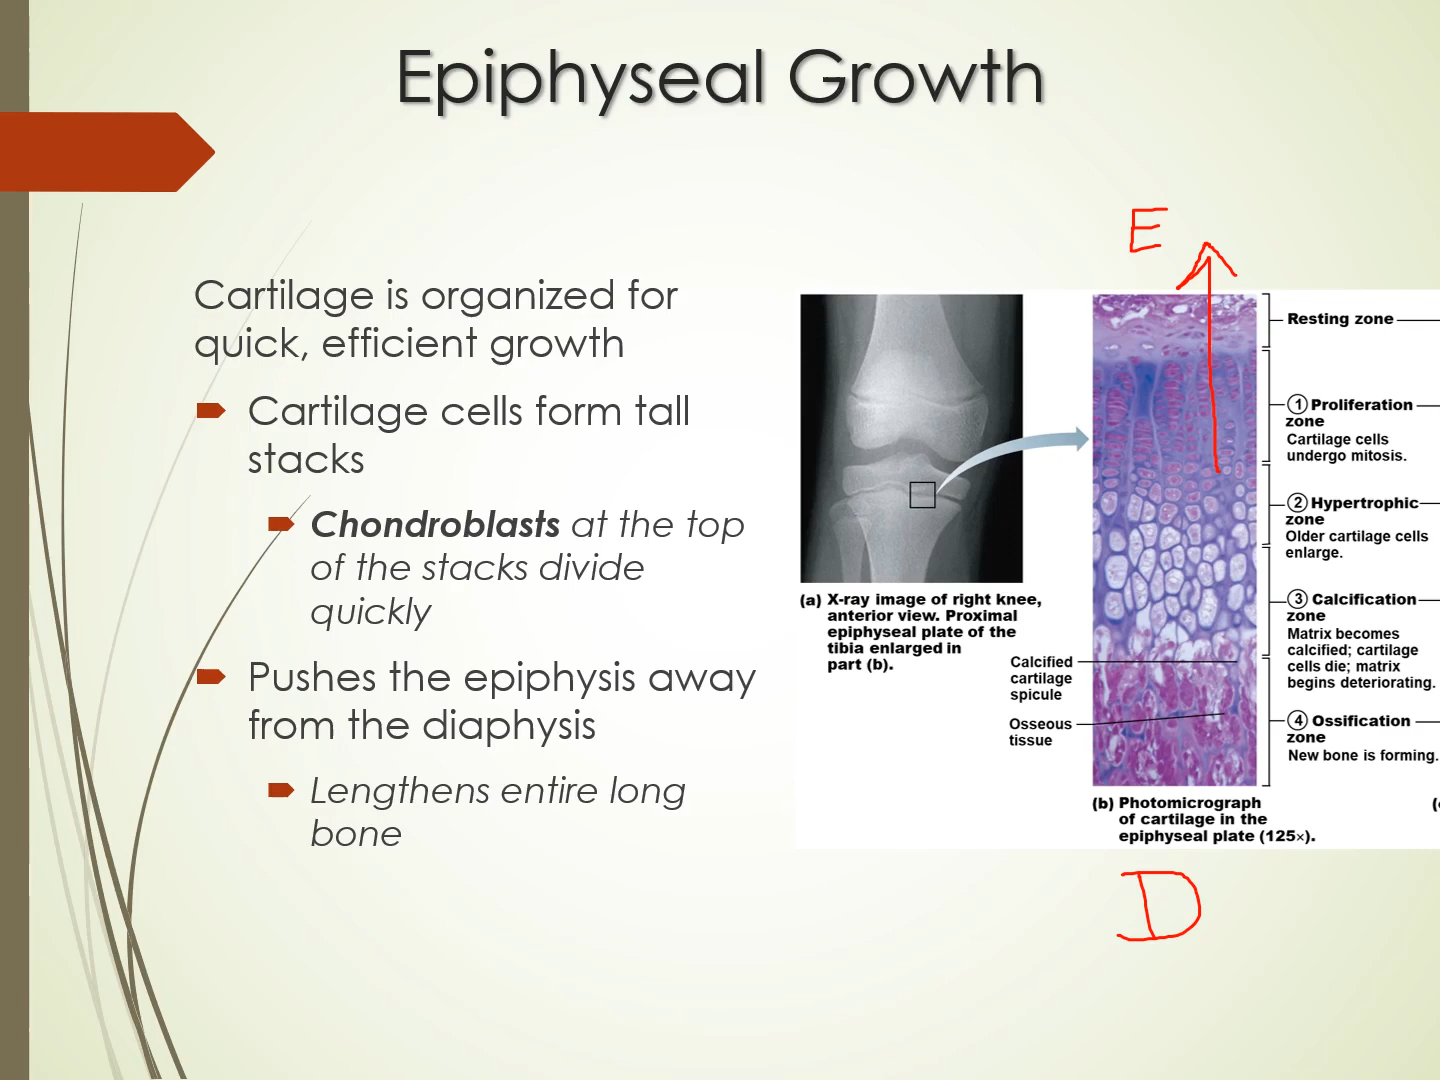 Epiphyseal Growth
Cartilage is organized for
quick, efficient growth
Cartilage cells form tall
stacks
Chondroblasts at the top
of the stacks divide
quickly
Pushes the epiphysis away
from the diaphysis
Lengthens entire long
bone
E
(a) X-ray image of right knee,
anterior view. Proximal
epiphyseal plate of the
tibia enlarged in
part (b).
Resting zone
1 Proliferation
zone
Cartilage cells
undergo mitosis.
2 Hypertrophic
zone
Older cartilage cells
enlarge.
3 Calcification
zone
Matrix becomes
calcified; cartilage
cells die; matrix
begins deteriorating.
4 Ossification
zone
New bone is forming.
Calcified
cartilage
spicule
Osseous
tissue
(b) Photomicrograph
of cartilage in the
epiphyseal plate (125×).
D